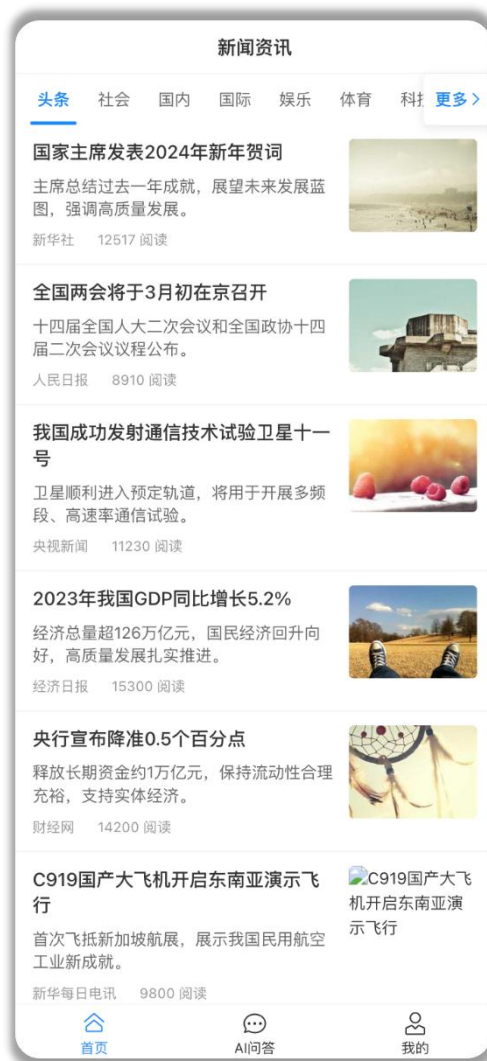 新闻资讯
头条 社会 国内 国际 娱乐 体育 科 更多 >
国家主席发表2024年新年贺词
主席总结过去一年成就，展望未来发展蓝
图，强调高质量发展。
新华社 12517 阅读
全国两会将于3月初在京召开
十四届全国人大二次会议和全国政协十四
届二次会议议程公布。
人民日报 8910 阅读
我国成功发射通信技术试验卫星十一
号
卫星顺利进入预定轨道，将用于开展多频
段、高速率通信试验。
央视新闻 11230 阅读
2023年我国GDP同比增长5.2%
经济总量超126万亿元，国民经济回升向
好，高质量发展扎实推进。
经济日报 15300 阅读
央行宣布降准0.5个百分点
释放长期资金约1万亿元，保持流动性合理
充裕，支持实体经济。
财经网 14200 阅读
C919国产大飞机开启东南亚演示飞
行
首次飞抵新加坡航展，展示我国民用航空
工业新成就。
新华每日电讯 9800 阅读
C919国产大飞
机开启东南亚演
示飞行
首页 AI问答 我的